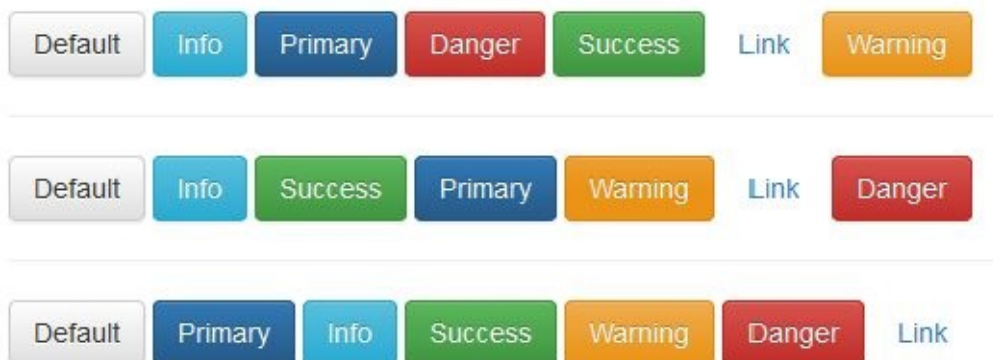 Default Info Primary Danger Success Link Warning
Default Info Success Primary Warning Link Danger
Default Primary Info Success Warning Danger Link